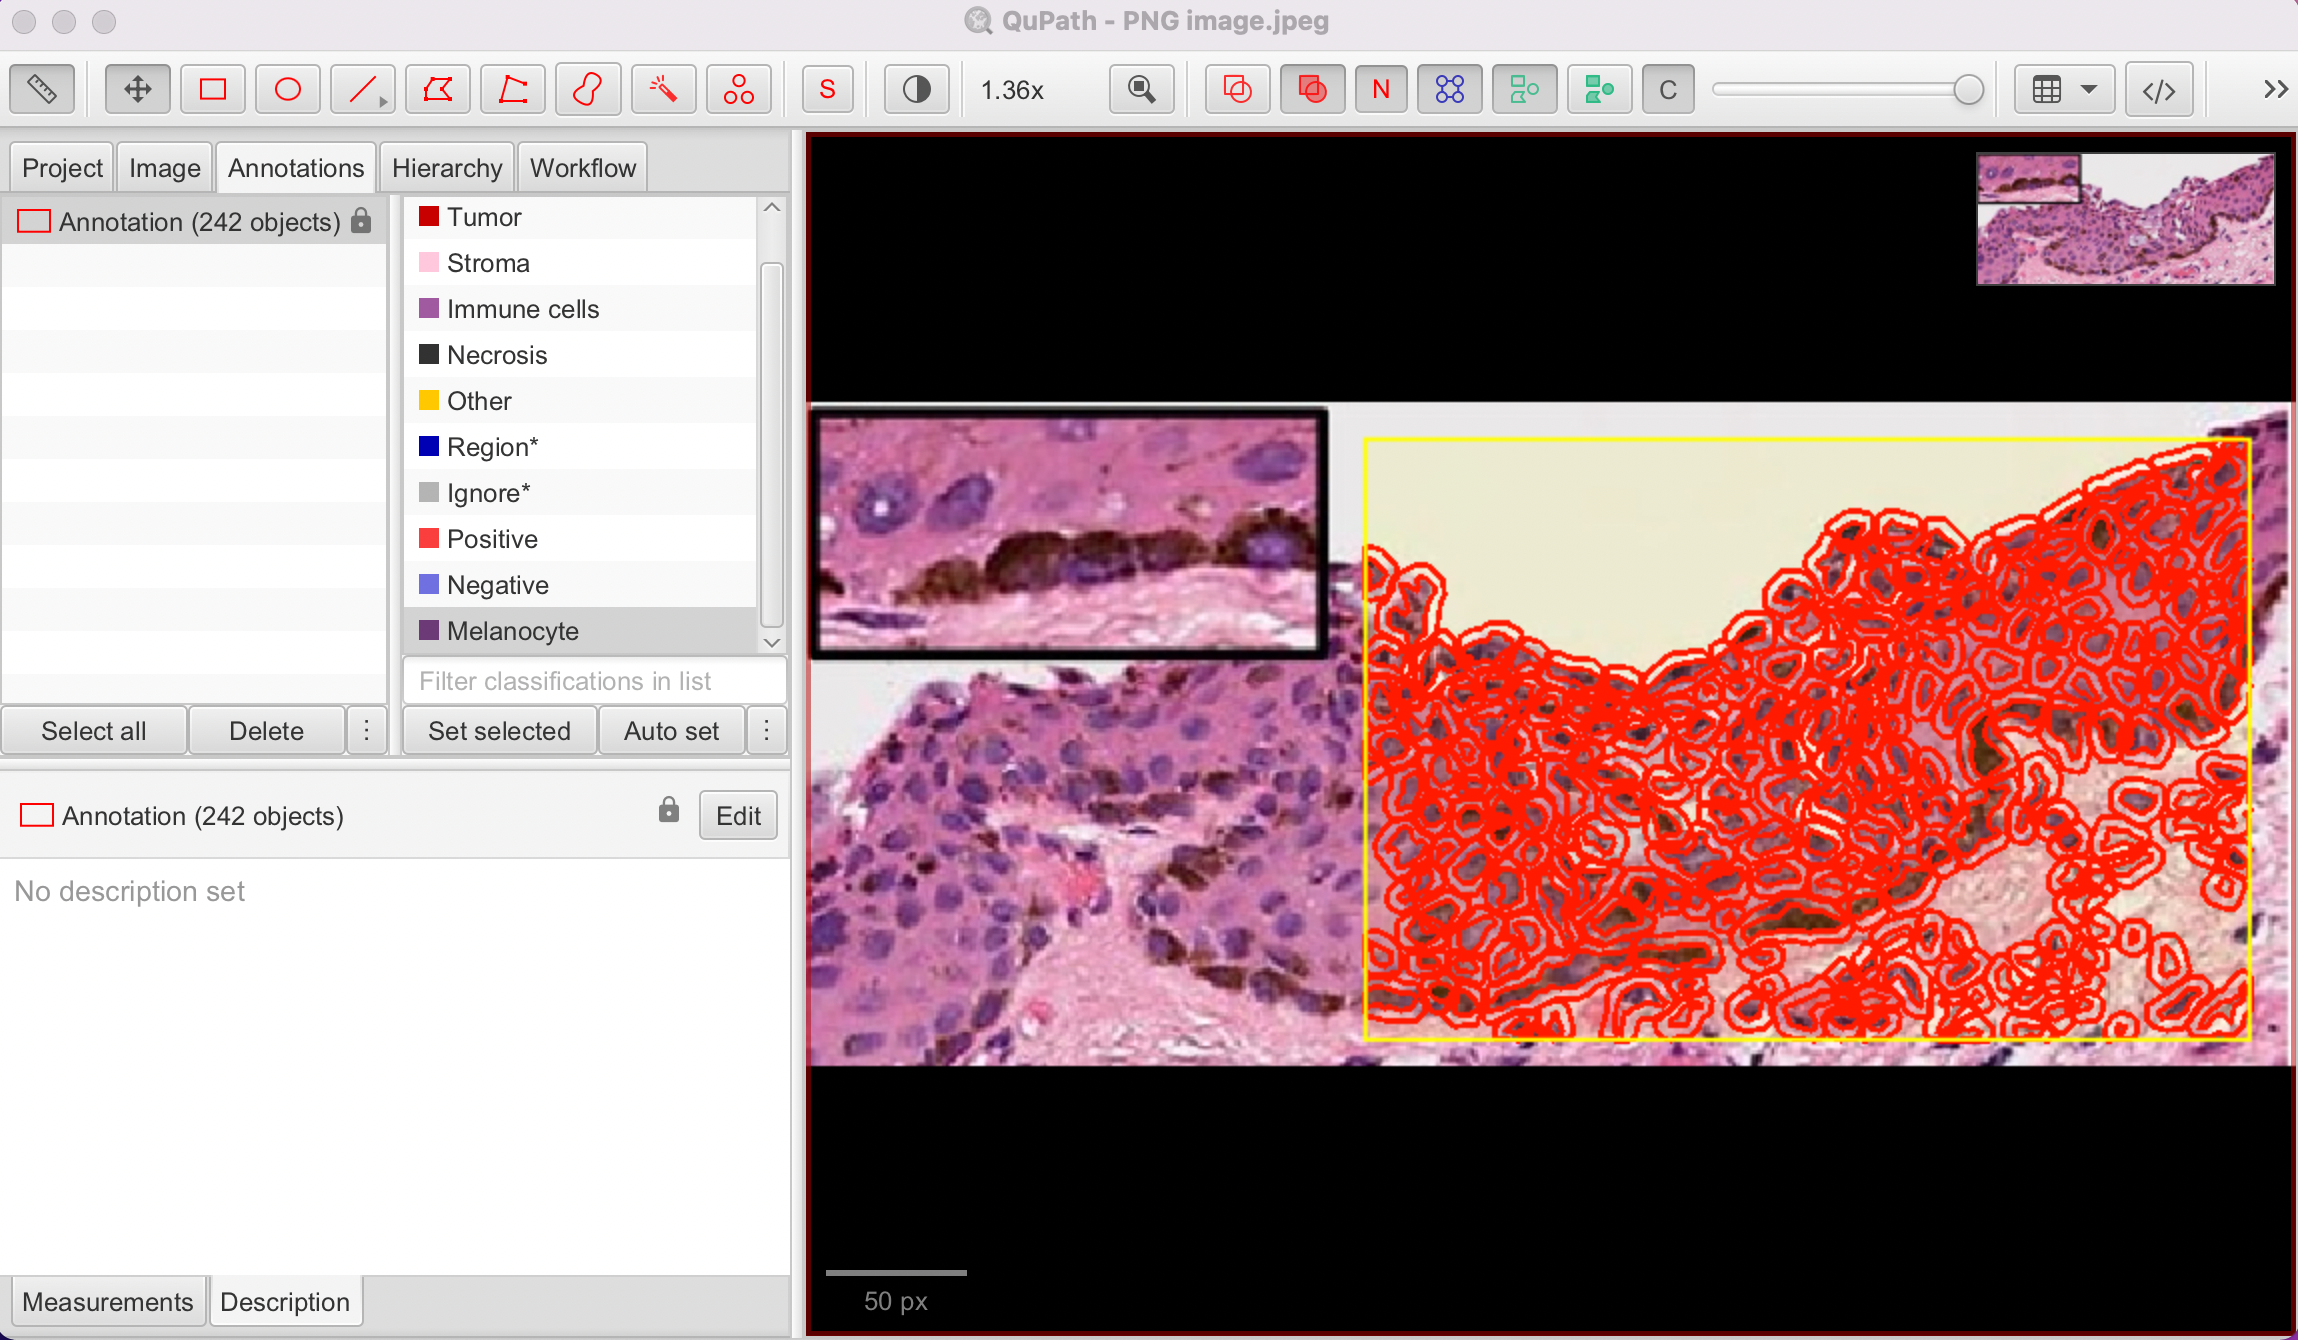 QuPath - PNG image.jpeg
S
1.36x
N
C
</>
Project Image Annotations Hierarchy Workflow
Annotation (242 objects)
Tumor
Stroma
Immune cells
Necrosis
Other
Region*
Ignore*
Positive
Negative
Melanocyte
Filter classifications in list
Select all Delete ⋮ Set selected Auto set ⋮
Annotation (242 objects) Edit
No description set
Measurements Description
50 px